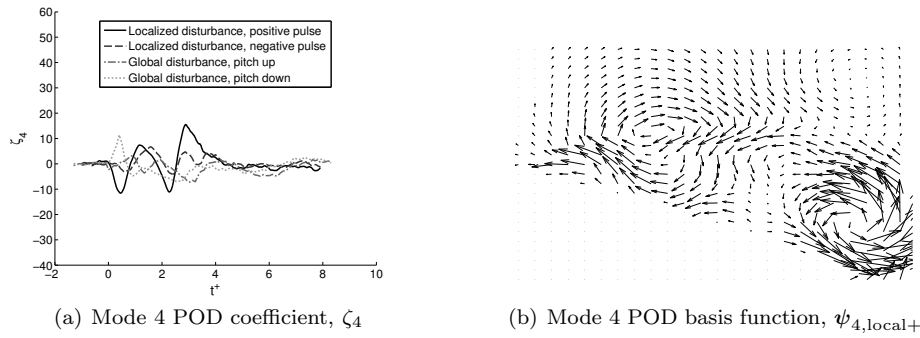 60
50
40
30
20
10
0
−10
−20
−30
−40
ζ4
Localized disturbance, positive pulse
Localized disturbance, negative pulse
Global disturbance, pitch up
Global disturbance, pitch down
−2 0 2 4 6 8 10
t+
(a) Mode 4 POD coefficient, ζ4
(b) Mode 4 POD basis function, ψ4,local+